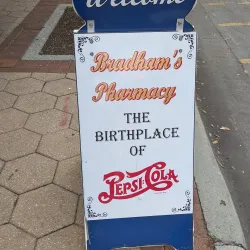 Welcome
Bradham's
Pharmacy
THE
BIRTHPLACE
OF
PEPSI-COLA